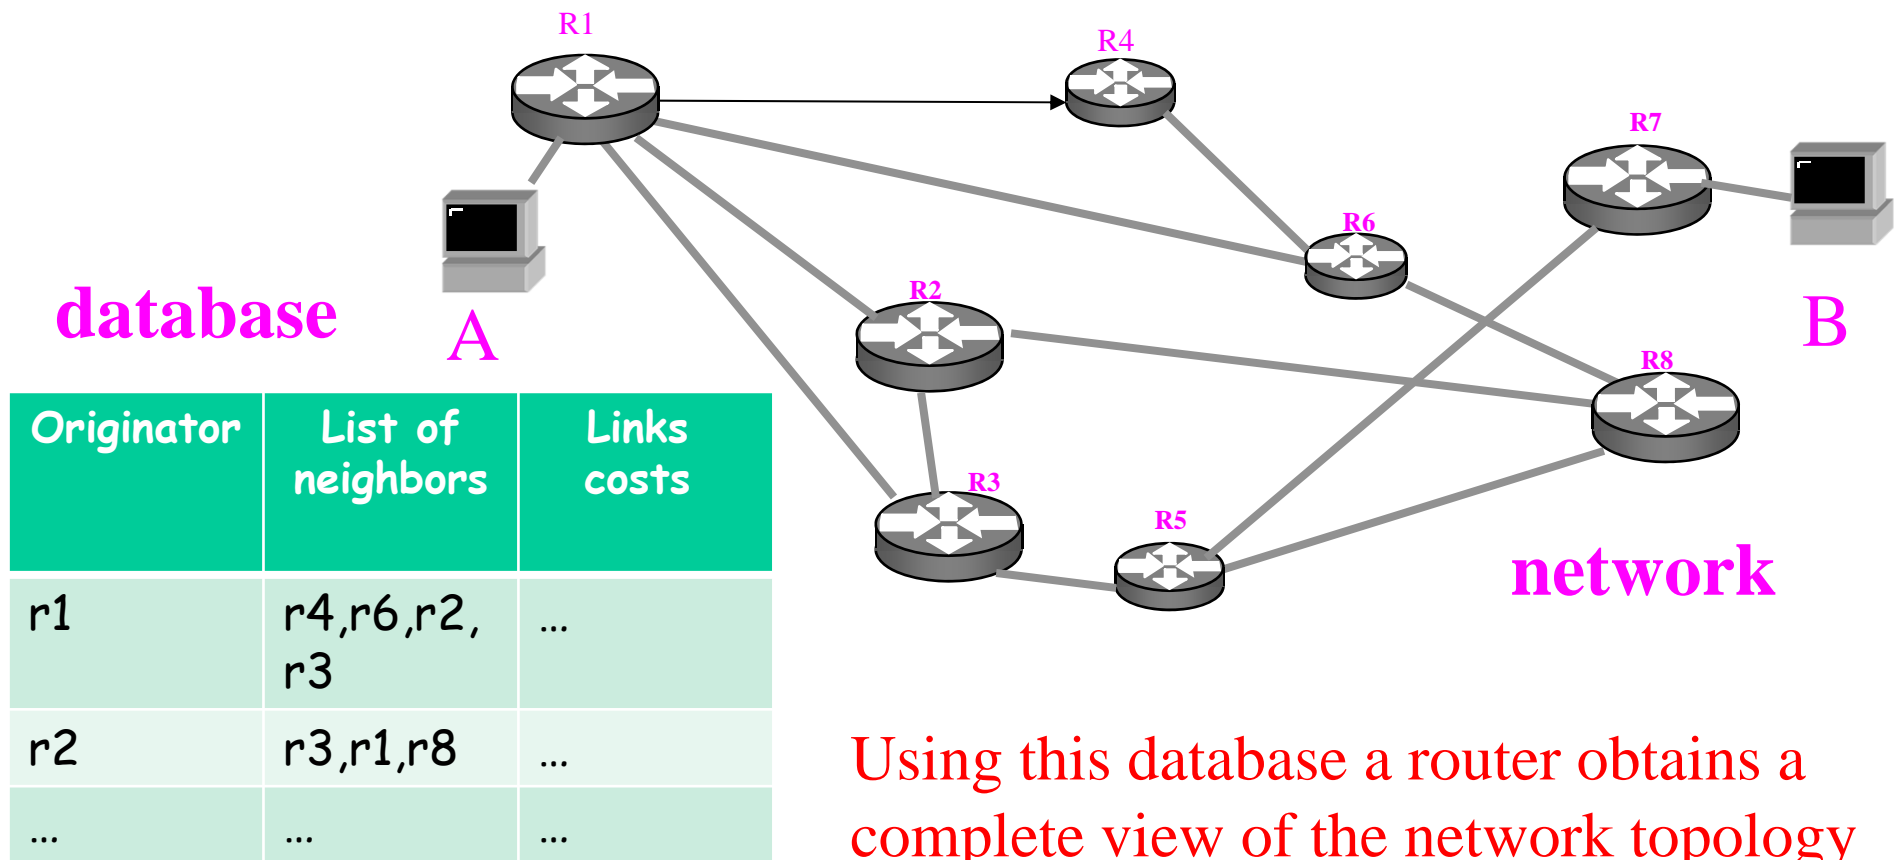 R1
R4
R7
R6
R2
database
A
B
R8
Originator
List of
neighbors
Links
costs
R3
R5
network
r1
r4,r6,r2,
r3
...
r2
r3,r1,r8
...
...
...
...
Using this database a router obtains a
complete view of the network topology